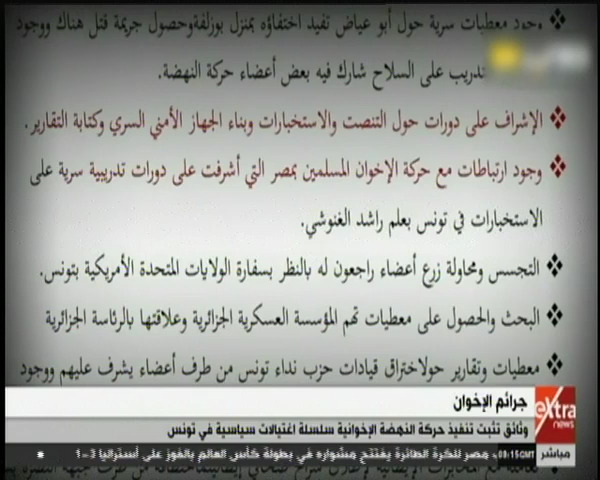 وجود معطيات سرية حول أبو عياض تفيد اختفاؤه بمنزل بوزلفةوحصول جريمة قتل هناك ووجود
تدريب على السلاح شارك فيه بعض أعضاء حركة النهضة.
❖ الإشراف على دورات حول التنصت والاستخبارات وبناء الجهاز الأمني السري وكتابة التقارير.
❖ وجود ارتباطات مع حركة الإخوان المسلمين بمصر التي أشرفت على دورات تدريبية سرية على
الاستخبارات في تونس بعلم راشد الغنوشي.
❖ التجسس ومحاولة زرع أعضاء راجعون له بالنظر بسفارة الولايات المتحدة الأمريكية بتونس.
❖ البحث والحصول على معطيات تهم المؤسسة العسكرية الجزائرية وعلاقتها بالرئاسة الجزائرية
❖ معطيات وتقارير حولاختراق قيادات حزب نداء تونس من طرف أعضاء يشرف عليهم ووجود
جرائم الإخوان
وثائق تثبت تنفيذ حركة النهضة الإخوانية سلسلة اغتيالات سياسية في تونس
eXtra
news
مباشر
09:15GMT
مصر للكرة الطائرة يفتتح مشواره في بطولة كأس العالم بالفوز على أستراليا 3 – 1